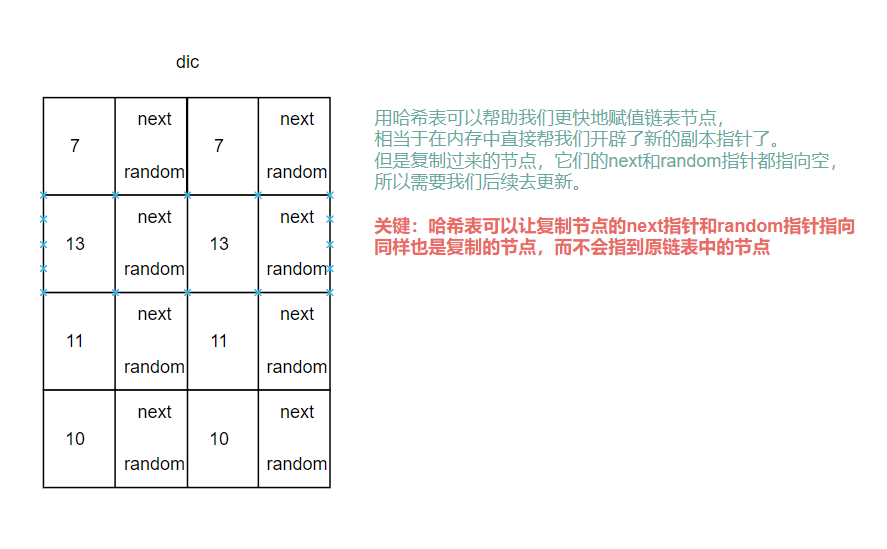 dic
7 next 7 next
random random
13 next 13 next
random random
11 next 11 next
random random
10 next 10 next
random random
用哈希表可以帮助我们更快地赋值链表节点，
相当于在内存中直接帮我们开辟了新的副本指针了。
但是复制过来的节点，它们的next和random指针都指向空，
所以需要我们后续去更新。
关键：哈希表可以让复制节点的next指针和random指针指向
同样也是复制的节点，而不会指到原链表中的节点